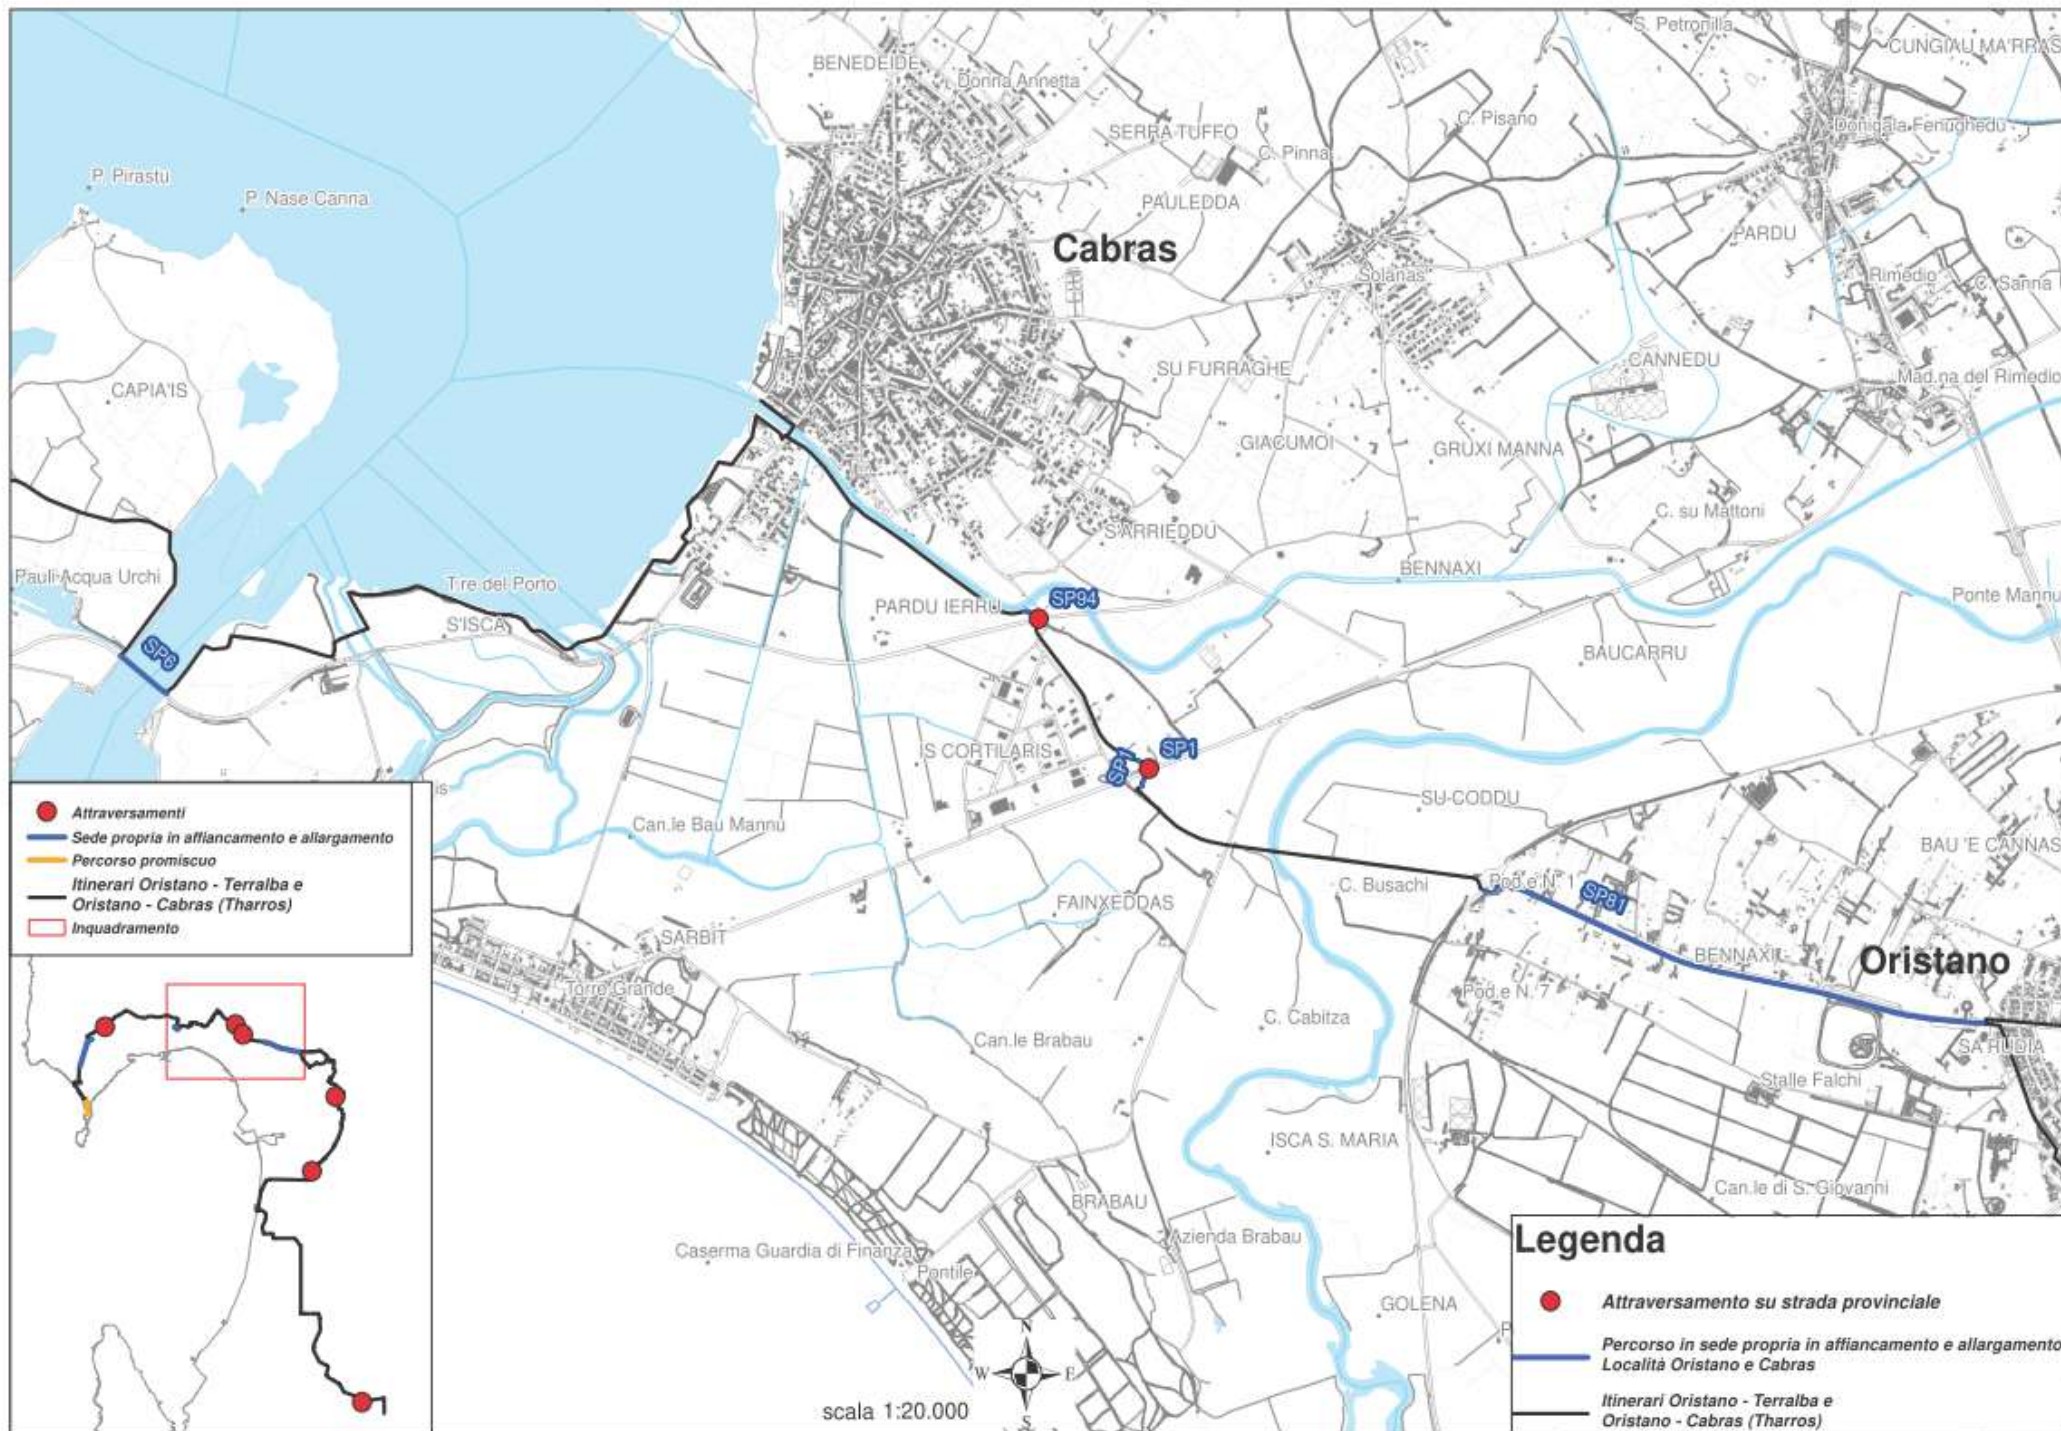 S. Petronilla
CUNGIAU MA'RRAS
BENEDEIDE
Donna Annetta
SERRA TUFFO
C. Pinna
C. Pisano
Donigala Fenughedu
P. Pirastu
P. Nase Canna
PAULEDDA
Cabras
PARDU
Solanas
Rimedio
C. Sanna
CAPIA'IS
SU FURRAGHE
CANNEDU
Mad.na del Rimedio
GIACUMOI
GRUXI MANNA
C. su Mattoni
S'ARRIEDDU
BENNAXI
Pauli Acqua Urchi
T.re del Porto
PARDU IERRU
SP94
Ponte Mannu
S'ISCA
SP6
BAUCARRU
IS CORTILARIS
SP1
SP1
is
SU CODDU
Can.le Bau Mannu
BAU 'E CANNAS
C. Busachi
Pod.e N. 1
SP81
FAINXEDDAS
SARBIT
BENNAXI
Oristano
Torre Grande
Pod.e N. 7
C. Cabitza
Can.le Brabau
SA RUDIA
Stalle Falchi
ISCA S. MARIA
Can.le di S. Giovanni
BRABAU
Azienda Brabau
Caserma Guardia di Finanza
Pontile
GOLENA
P
Attraversamenti
Sede propria in affiancamento e allargamento
Percorso promiscuo
Itinerari Oristano - Terralba e
Oristano - Cabras (Tharros)
Inquadramento
N
W
E
S
scala 1:20.000
Legenda
Attraversamento su strada provinciale
Percorso in sede propria in affiancamento e allargamento
Località Oristano e Cabras
Itinerari Oristano - Terralba e
Oristano - Cabras (Tharros)